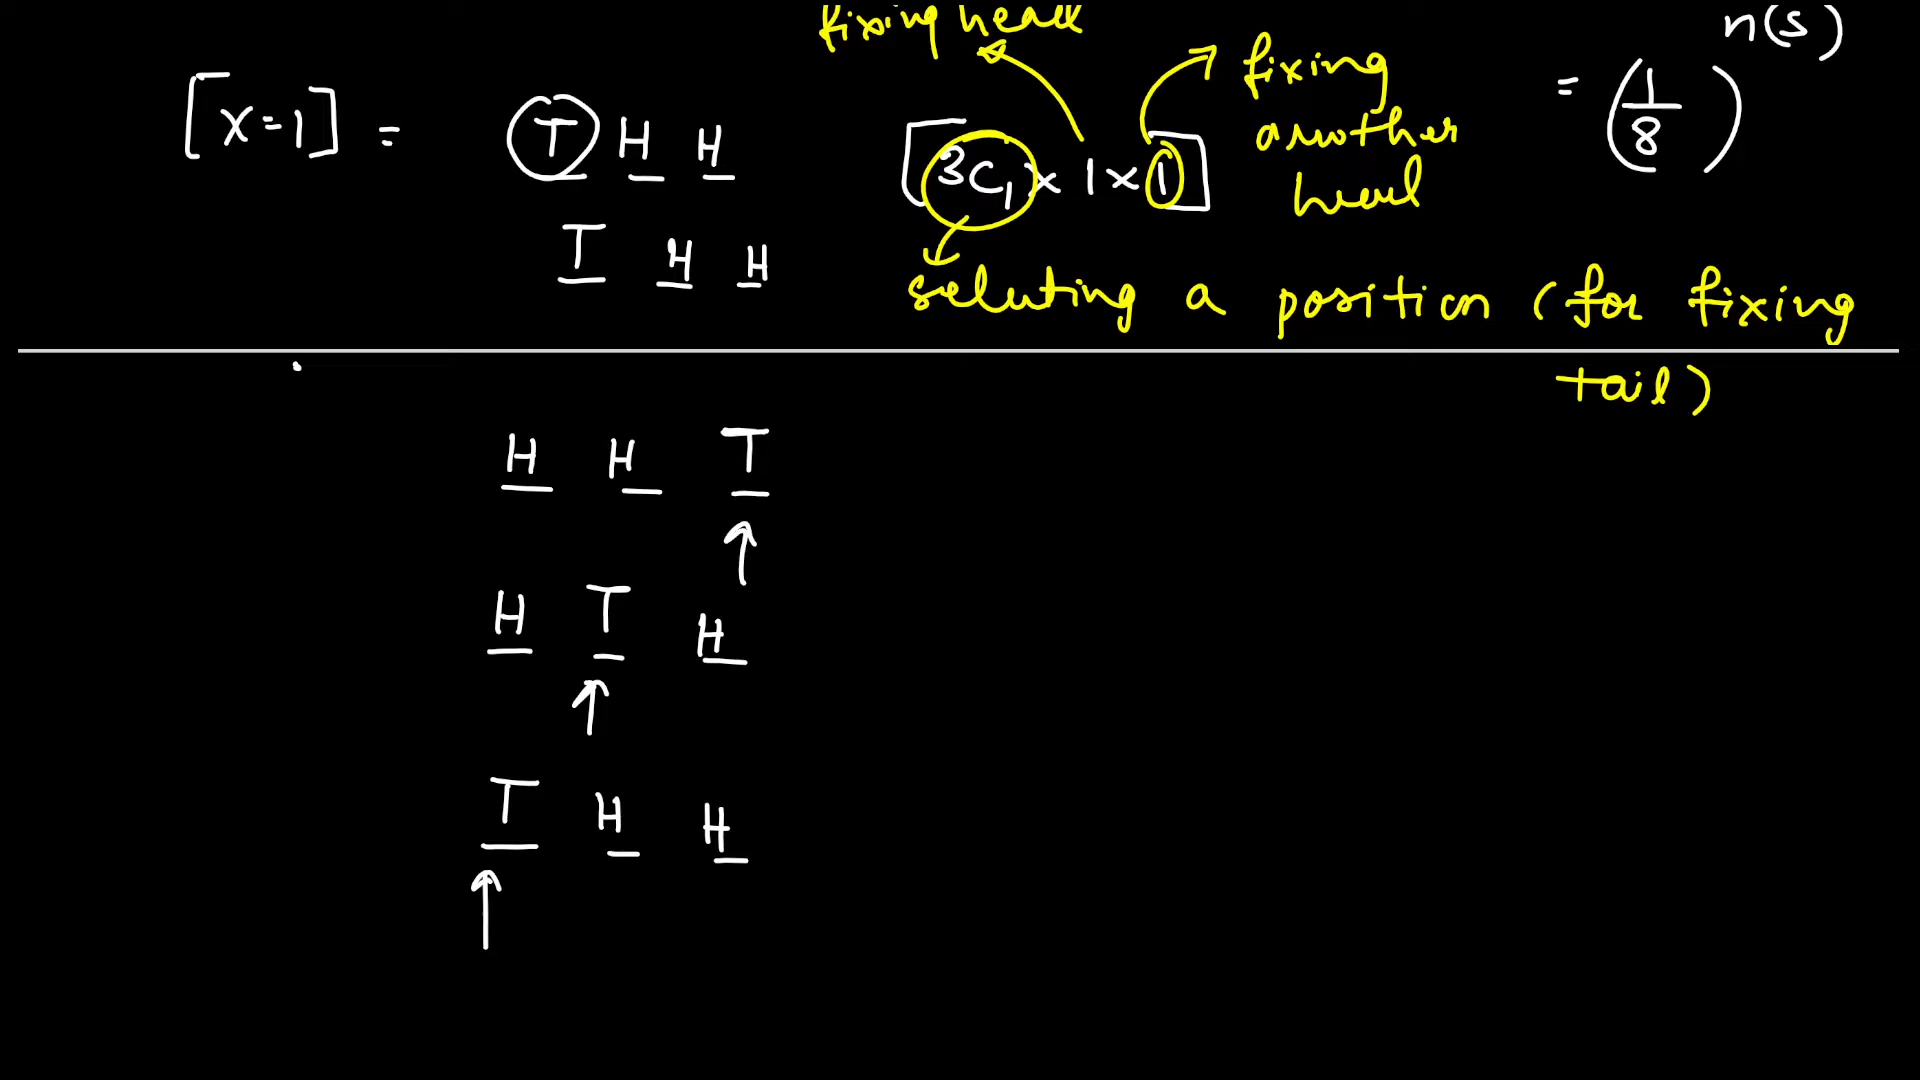 fixing head
n(s)
[X=1] = T H H [3C₁ x 1 x 1] fixing another head = (1/8)
T H H
selecting a position (for fixing
tail)
H H T
H T H
T H H